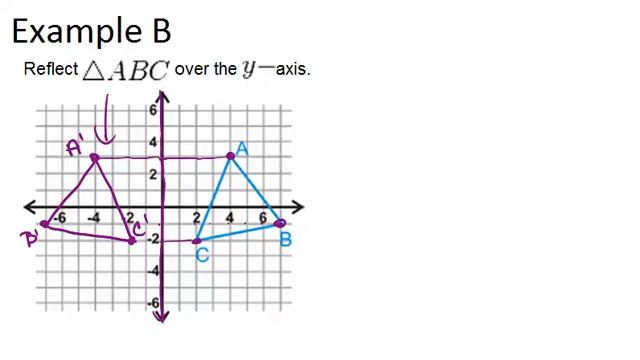 Example B
Reflect △ABC over the y−axis.
6
A' 4 A
2
-6 -4 -2 2 4 6
B' C' -2 C B
-4
-6